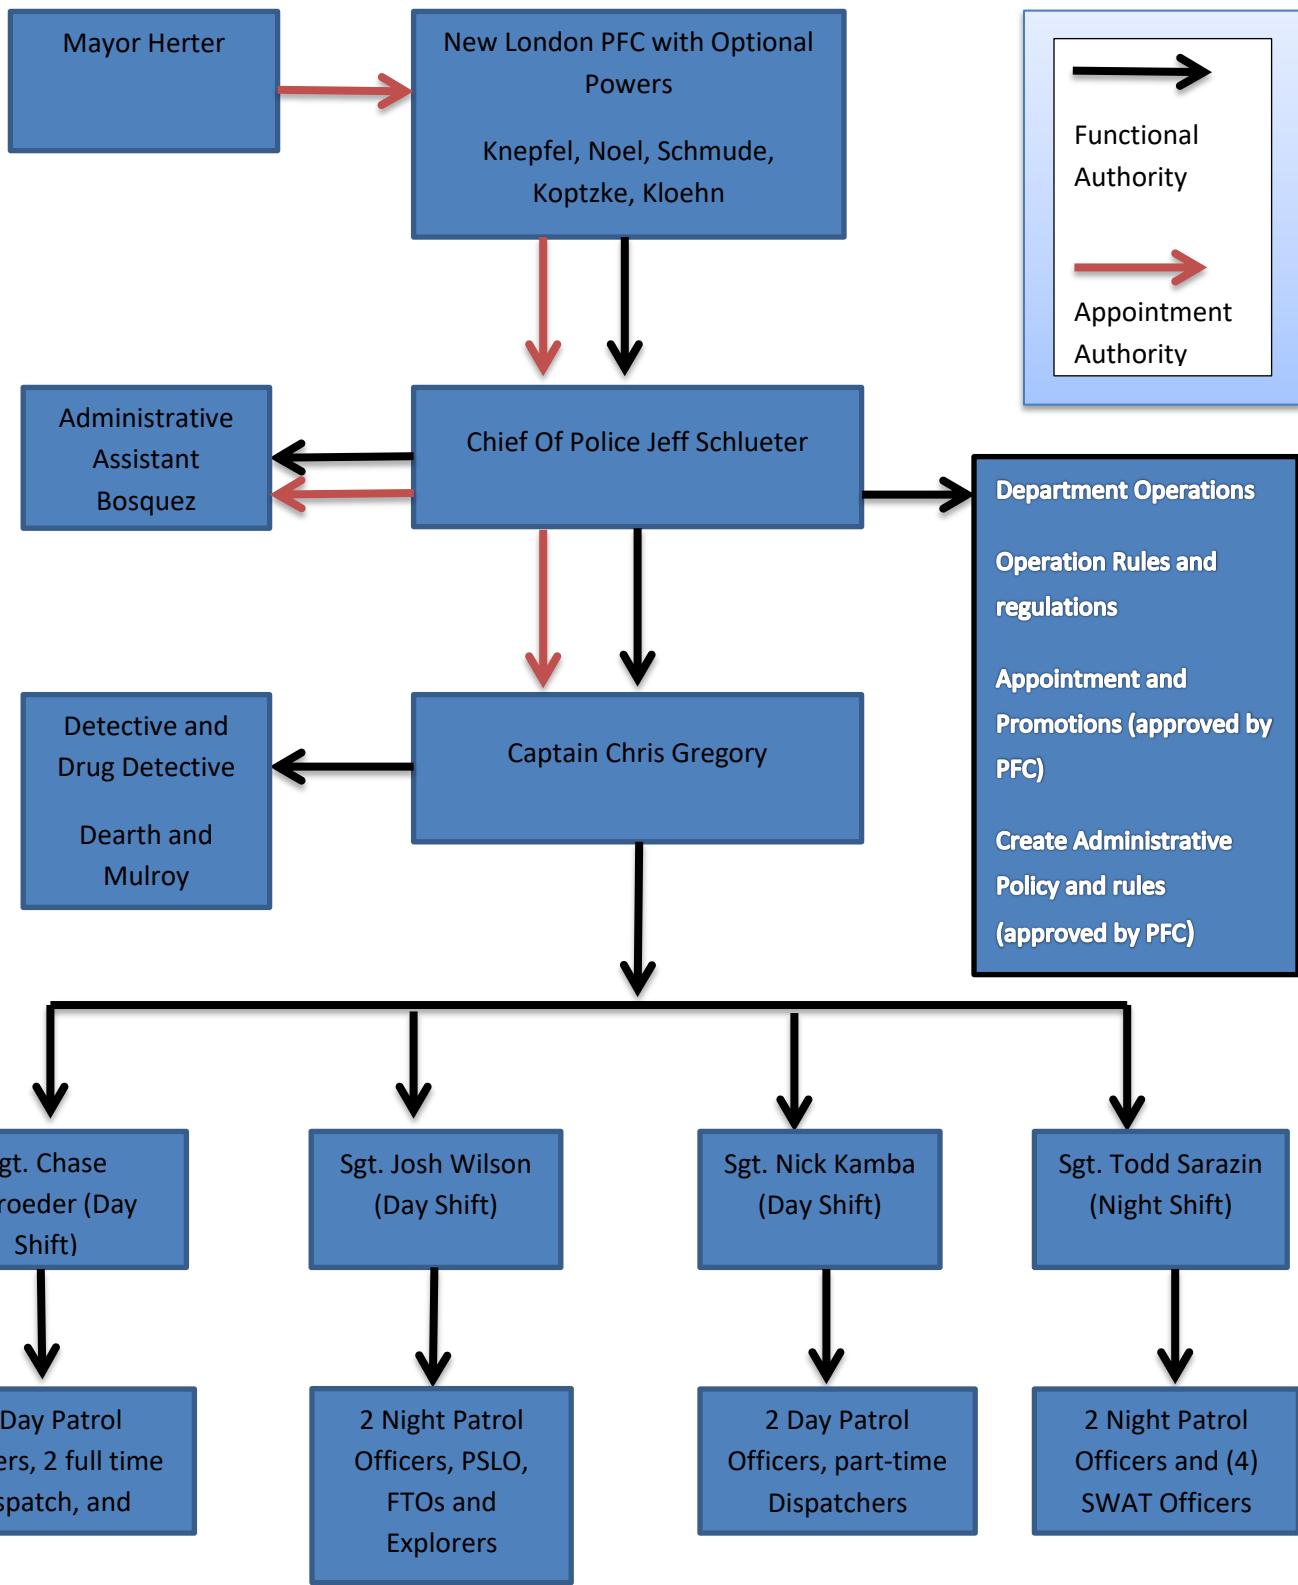 Mayor Herter
New London PFC with Optional
Powers
Knepfel, Noel, Schmude,
Koptzke, Kloehn
Functional
Authority
Appointment
Authority
Administrative
Assistant
Bosquez
Chief Of Police Jeff Schlueter
Department Operations
Operation Rules and
regulations
Appointment and
Promotions (approved by
PFC)
Create Administrative
Policy and rules
(approved by PFC)
Detective and
Drug Detective
Dearth and
Mulroy
Captain Chris Gregory
gt. Chase
roeder (Day
Shift)
Sgt. Josh Wilson
(Day Shift)
Sgt. Nick Kamba
(Day Shift)
Sgt. Todd Sarazin
(Night Shift)
Day Patrol
ers, 2 full time
spatch, and
2 Night Patrol
Officers, PSLO,
FTOs and
Explorers
2 Day Patrol
Officers, part-time
Dispatchers
2 Night Patrol
Officers and (4)
SWAT Officers